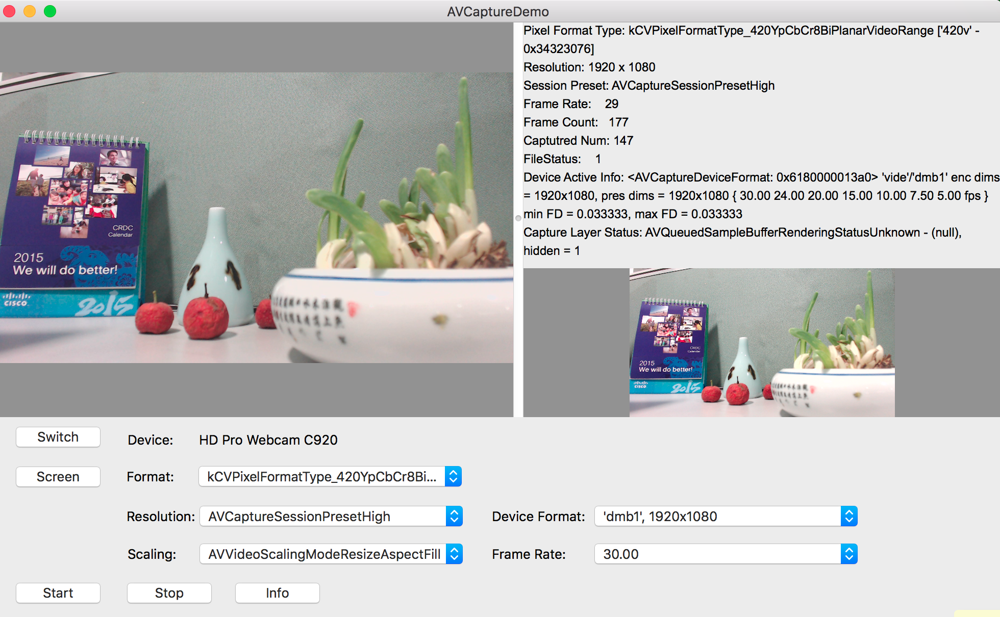 AVCaptureDemo
Pixel Format Type: kCVPixelFormatType_420YpCbCr8BiPlanarVideoRange ['420v' -
0x34323076]
Resolution: 1920 x 1080
Session Preset: AVCaptureSessionPresetHigh
Frame Rate: 29
Frame Count: 177
Captutred Num: 147
FileStatus: 1
Device Active Info: <AVCaptureDeviceFormat: 0x6180000013a0> 'vide'/'dmb1' enc dims
= 1920x1080, pres dims = 1920x1080 { 30.00 24.00 20.00 15.00 10.00 7.50 5.00 fps }
min FD = 0.033333, max FD = 0.033333
Capture Layer Status: AVQueuedSampleBufferRenderingStatusUnknown - (null),
hidden = 1
CRDC
Calendar
2015
We will do better!
CISCO
2015
CRDC
Calendar
2015
We will do better!
CISCO
2015
Switch
Device: HD Pro Webcam C920
Screen
Format: kCVPixelFormatType_420YpCbCr8Bi...
Resolution: AVCaptureSessionPresetHigh
Device Format: 'dmb1', 1920x1080
Scaling: AVVideoScalingModeResizeAspectFill
Frame Rate: 30.00
Start
Stop
Info